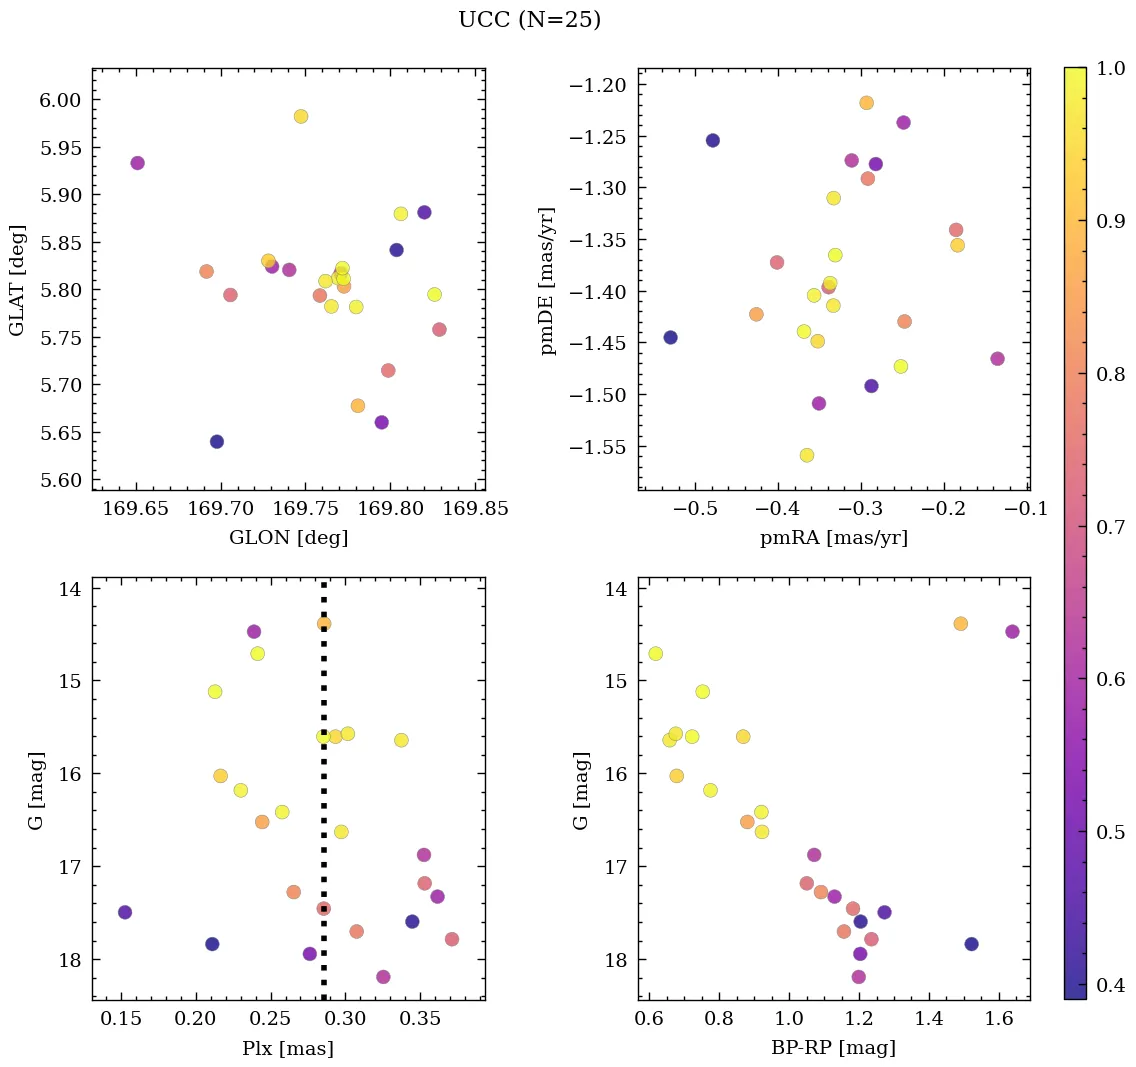 UCC (N=25)
6.00
5.95
5.90
5.85
5.80
5.75
5.70
5.65
5.60
GLAT [deg]
169.65 169.70 169.75 169.80 169.85
GLON [deg]
−1.20
−1.25
−1.30
−1.35
−1.40
−1.45
−1.50
−1.55
pmDE [mas/yr]
−0.5 −0.4 −0.3 −0.2 −0.1
pmRA [mas/yr]
14
15
16
17
18
G [mag]
0.15 0.20 0.25 0.30 0.35
Plx [mas]
14
15
16
17
18
G [mag]
0.6 0.8 1.0 1.2 1.4 1.6
BP-RP [mag]
1.0
0.9
0.8
0.7
0.6
0.5
0.4